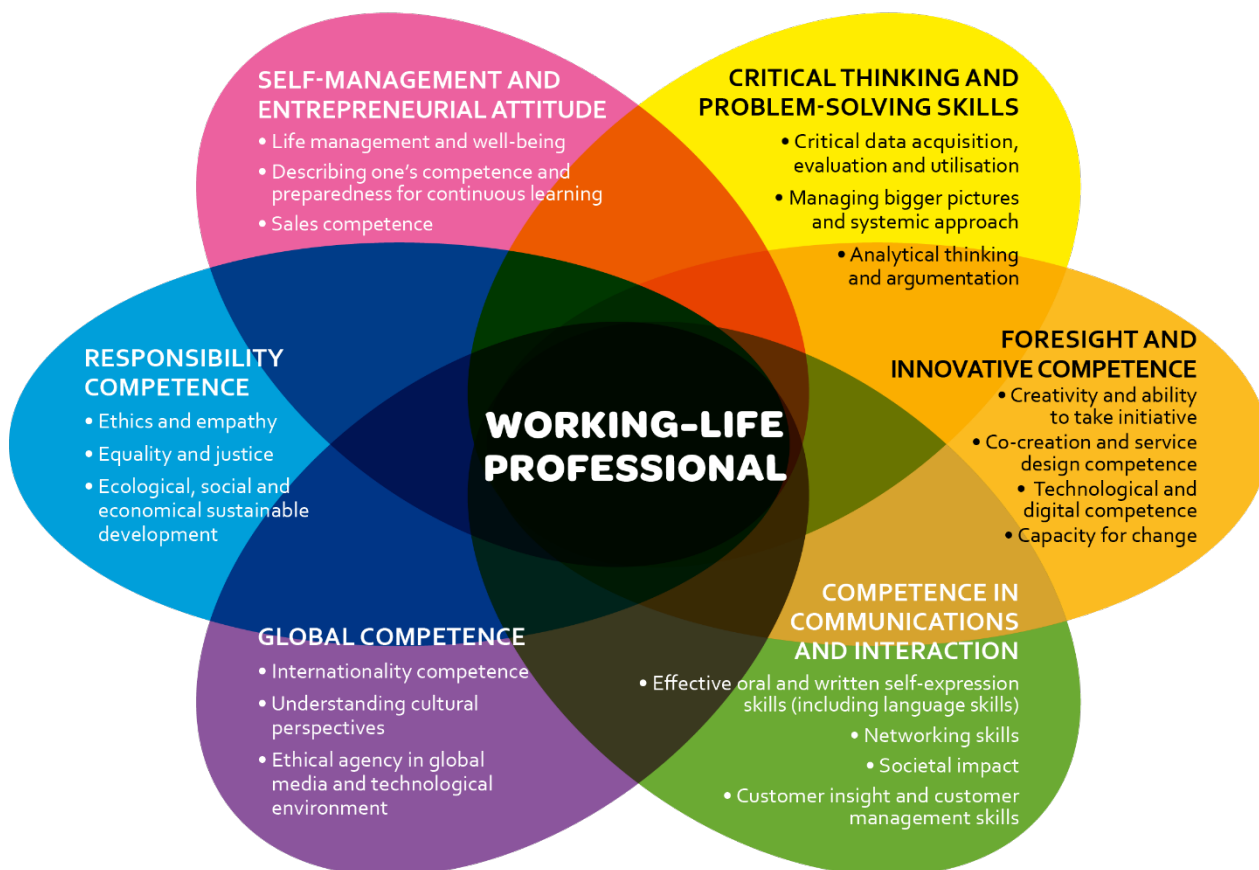 SELF-MANAGEMENT AND
ENTREPRENEURIAL ATTITUDE
• Life management and well-being
• Describing one's competence and
preparedness for continuous learning
• Sales competence
CRITICAL THINKING AND
PROBLEM-SOLVING SKILLS
• Critical data acquisition,
evaluation and utilisation
• Managing bigger pictures
and systemic approach
• Analytical thinking
and argumentation
RESPONSIBILITY
COMPETENCE
• Ethics and empathy
• Equality and justice
• Ecological, social and
economical sustainable
development
WORKING-LIFE
PROFESSIONAL
FORESIGHT AND
INNOVATIVE COMPETENCE
• Creativity and ability
to take initiative
• Co-creation and service
design competence
• Technological and
digital competence
• Capacity for change
GLOBAL COMPETENCE
• Internationality competence
• Understanding cultural
perspectives
• Ethical agency in global
media and technological
environment
COMPETENCE IN
COMMUNICATIONS
AND INTERACTION
• Effective oral and written self-expression
skills (including language skills)
• Networking skills
• Societal impact
• Customer insight and customer
management skills